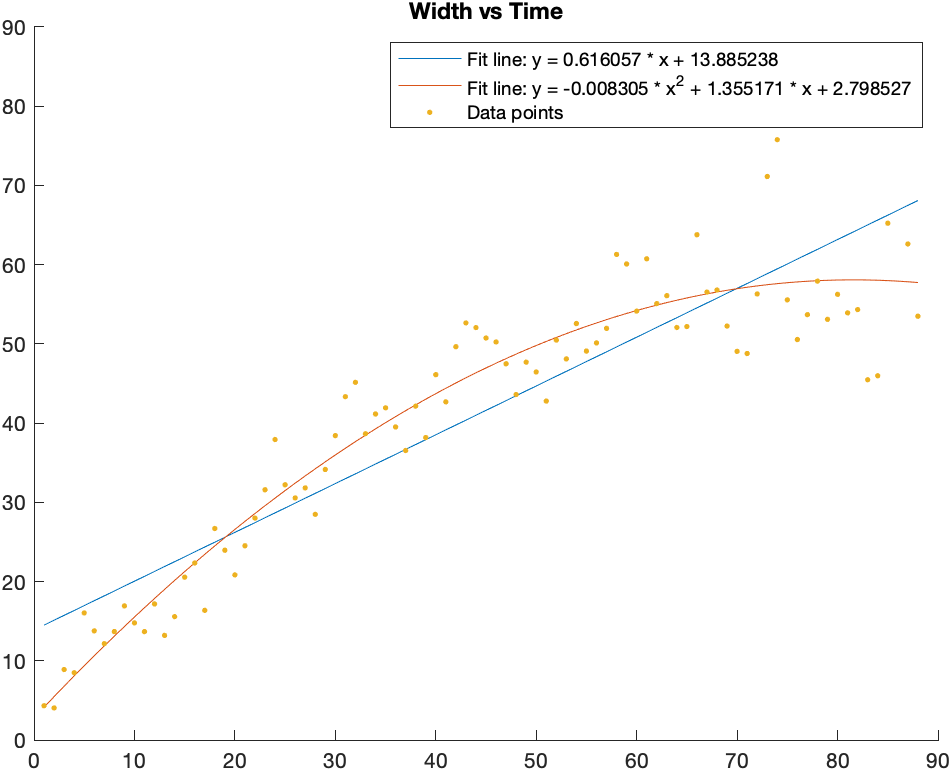 Width vs Time
Fit line: y = 0.616057 * x + 13.885238
Fit line: y = -0.008305 * x² + 1.355171 * x + 2.798527
Data points
90
80
70
60
50
40
30
20
10
0
0 10 20 30 40 50 60 70 80 90